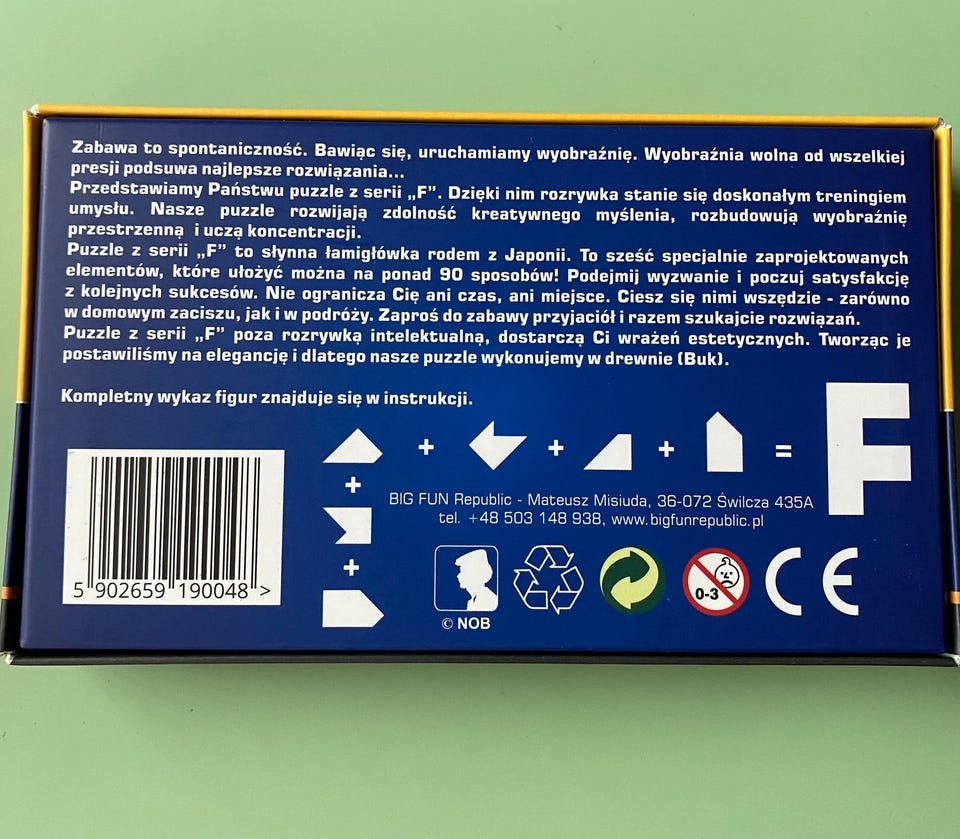 Zabawa to spontaniczność. Bawiąc się, uruchamiamy wyobraźnię. Wyobraźnia wolna od wszelkiej
presji podsuwa najlepsze rozwiązania...
Przedstawiamy Państwu puzzle z serii „F”. Dzięki nim rozrywka stanie się doskonałym treningiem
umysłu. Nasze puzzle rozwijają zdolność kreatywnego myślenia, rozbudowują wyobraźnię
przestrzenną i uczą koncentracji.
Puzzle z serii „F” to słynna łamigłówka rodem z Japonii. To sześć specjalnie zaprojektowanych
elementów, które ułożyć można na ponad 90 sposobów! Podejmij wyzwanie i poczuj satysfakcję
z kolejnych sukcesów. Nie ogranicza Cię ani czas, ani miejsce. Ciesz się nimi wszędzie - zarówno
w domowym zaciszu, jak i w podróży. Zaproś do zabawy przyjaciół i razem szukajcie rozwiązań.
Puzzle z serii „F” poza rozrywką intelektualną, dostarczą Ci wrażeń estetycznych. Tworząc je
postawiliśmy na elegancję i dlatego nasze puzzle wykonujemy w drewnie (Buk).
Kompletny wykaz figur znajduje się w instrukcji.
+ + + = F
+
BIG FUN Republic - Mateusz Misiuda, 36-072 Świlcza 435A
tel. +48 503 148 938, www.bigfunrepublic.pl
+
5 902659 190048 >
© NOB
0-3
CE